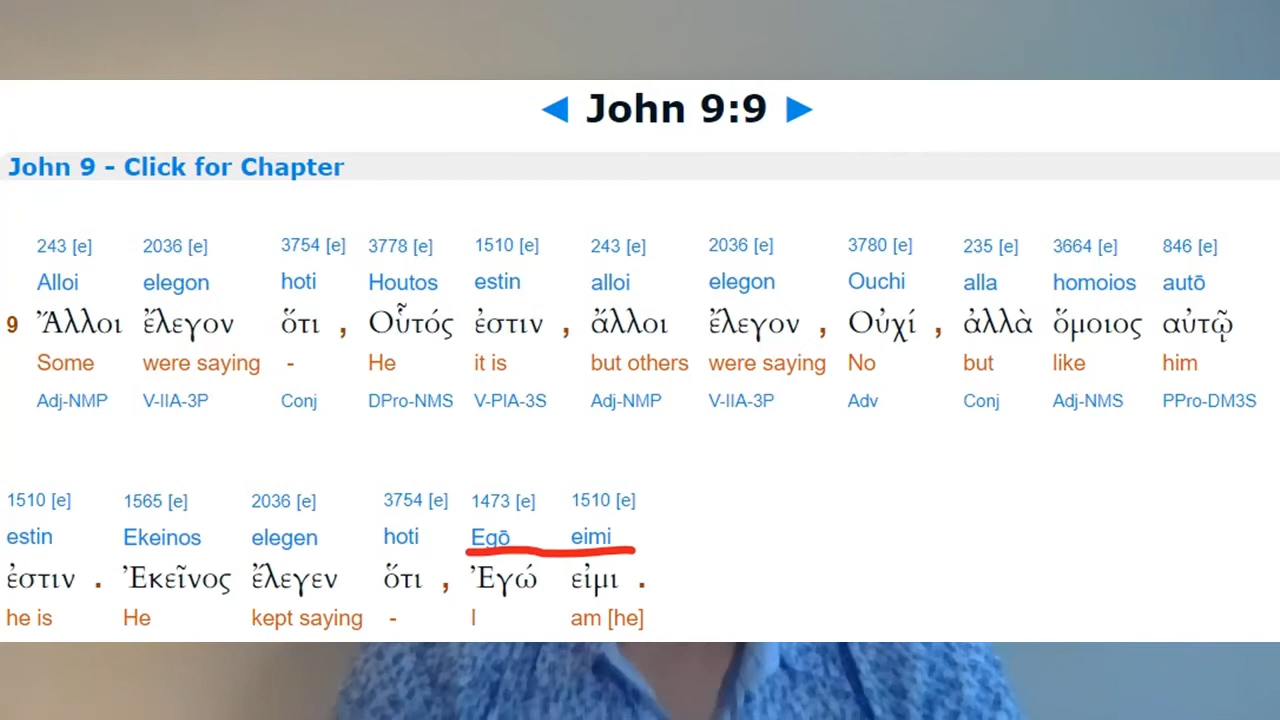 ◄ John 9:9 ►
John 9 - Click for Chapter
243 [e] 2036 [e] 3754 [e] 3778 [e] 1510 [e] 243 [e] 2036 [e] 3780 [e] 235 [e] 3664 [e] 846 [e]
Alloi elegon hoti Houtos estin alloi elegon Ouchi alla homoios autō
9 Ἄλλοι ἔλεγον ὅτι , Οὗτός ἐστιν , ἄλλοι ἔλεγον , Οὐχί , ἀλλὰ ὅμοιος αὐτῷ
Some were saying - He it is but others were saying No but like him
Adj-NMP V-IIA-3P Conj DPro-NMS V-PIA-3S Adj-NMP V-IIA-3P Adv Conj Adj-NMS PPro-DM3S
1510 [e] 1565 [e] 2036 [e] 3754 [e] 1473 [e] 1510 [e]
estin Ekeinos elegen hoti Egō eimi
ἐστιν . Ἐκεῖνος ἔλεγεν ὅτι , Ἐγώ εἰμι .
he is He kept saying - I am [he]